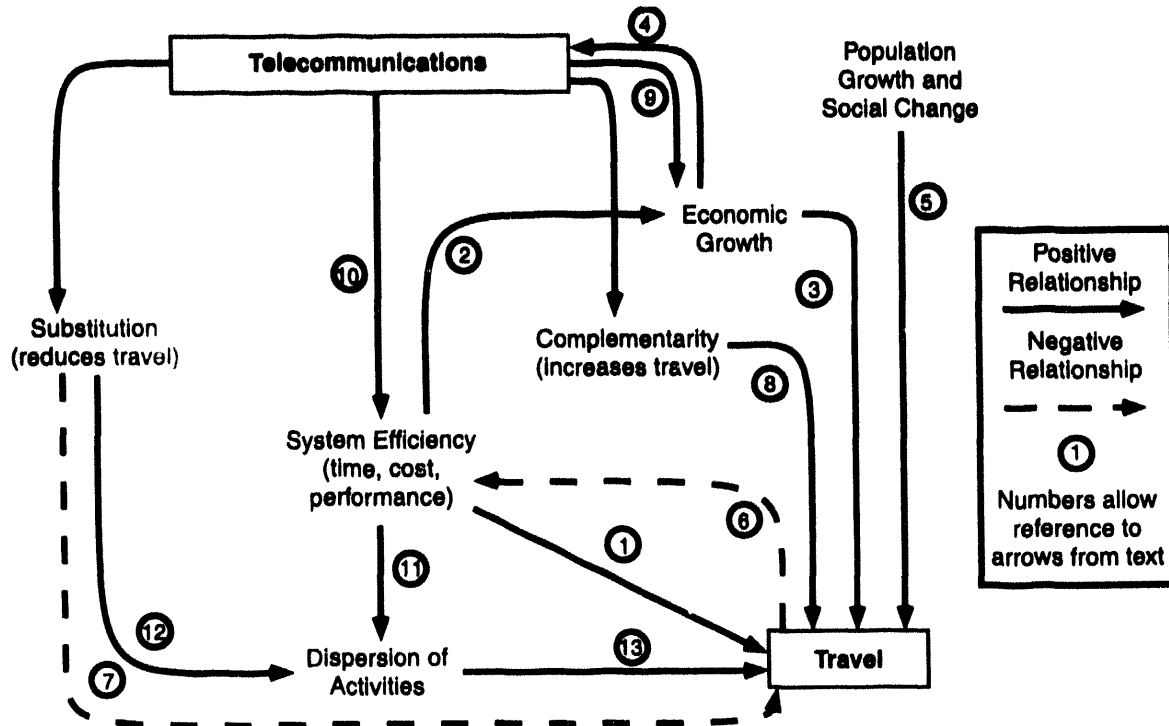 Telecommunications
4
9
Population
Growth and
Social Change
5
Economic
Growth
2
10
3
Positive
Relationship
Negative
Relationship
1
Numbers allow
reference to
arrows from text
Substitution
(reduces travel)
Complementarity
(increases travel)
8
System Efficiency
(time, cost,
performance)
6
1
11
12
7
Dispersion of
Activities
13
Travel